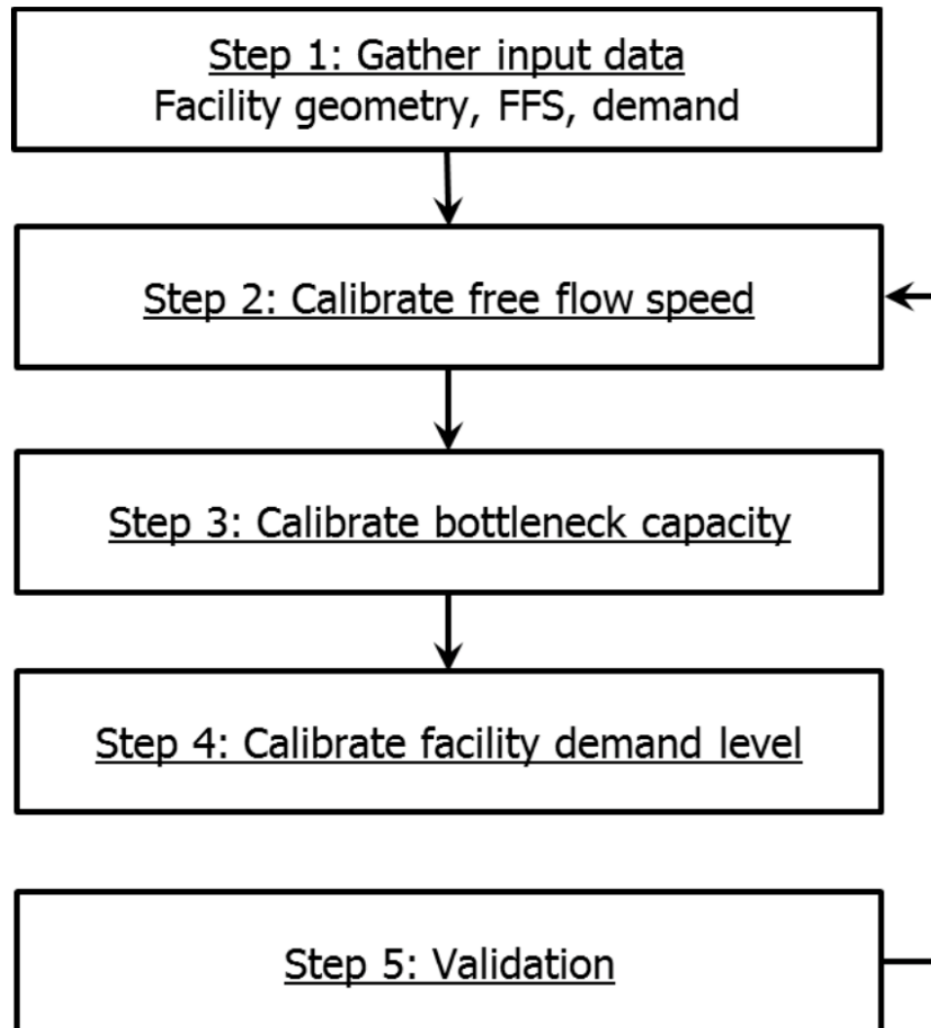 Step 1: Gather input data
Facility geometry, FFS, demand
Step 2: Calibrate free flow speed
Step 3: Calibrate bottleneck capacity
Step 4: Calibrate facility demand level
Step 5: Validation